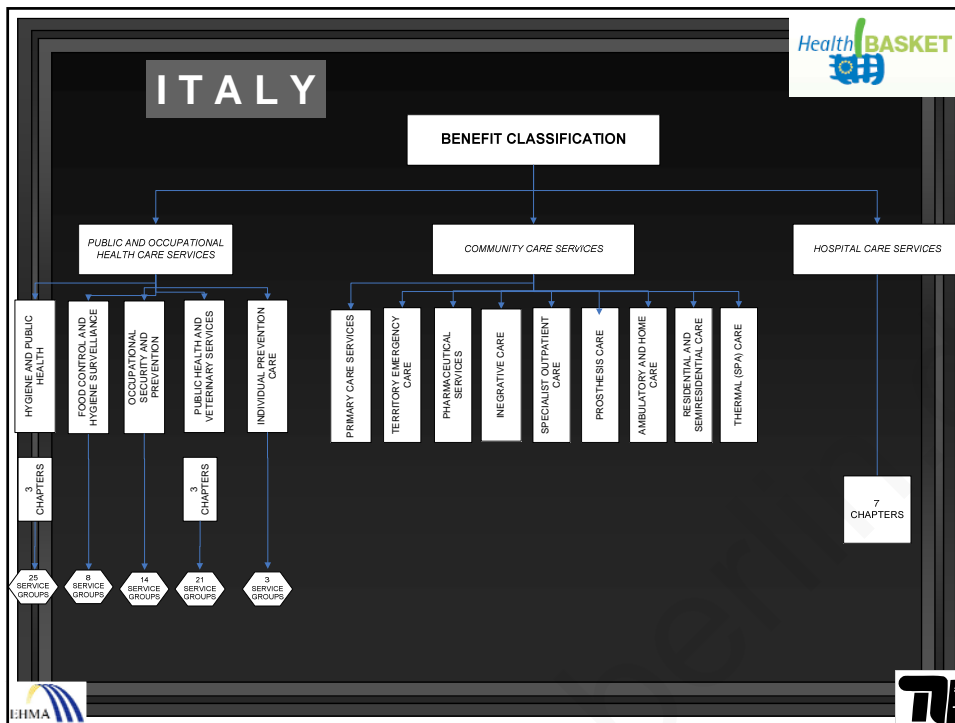 Health BASKET
ITALY
BENEFIT CLASSIFICATION
PUBLIC AND OCCUPATIONAL
HEALTH CARE SERVICES
COMMUNITY CARE SERVICES
HOSPITAL CARE SERVICES
HYGIENE AND PUBLIC
HEALTH
FOOD CONTROL AND
HYGIENE SURVELLIANCE
OCCUPATIONAL
SECURITY AND
PREVENTION
PUBLIC HEALTH AND
VETERINARY SERVICES
INDIVIDUAL PREVENTION
CARE
PRIMARY CARE SERVICES
TERRITORY EMERGENCY
CARE
PHARMACEUTICAL
SERVICES
INEGRATIVE CARE
SPECIALIST OUTPATIENT
CARE
PROSTHESIS CARE
AMBULATORY AND HOME
CARE
RESIDENTIAL AND
SEMIRESIDENTIAL CARE
THERMAL (SPA) CARE
3
CHAPTERS
3
CHAPTERS
7
CHAPTERS
25
SERVICE
GROUPS
8
SERVICE
GROUPS
14
SERVICE
GROUPS
21
SERVICE
GROUPS
3
SERVICE
GROUPS
EHMA